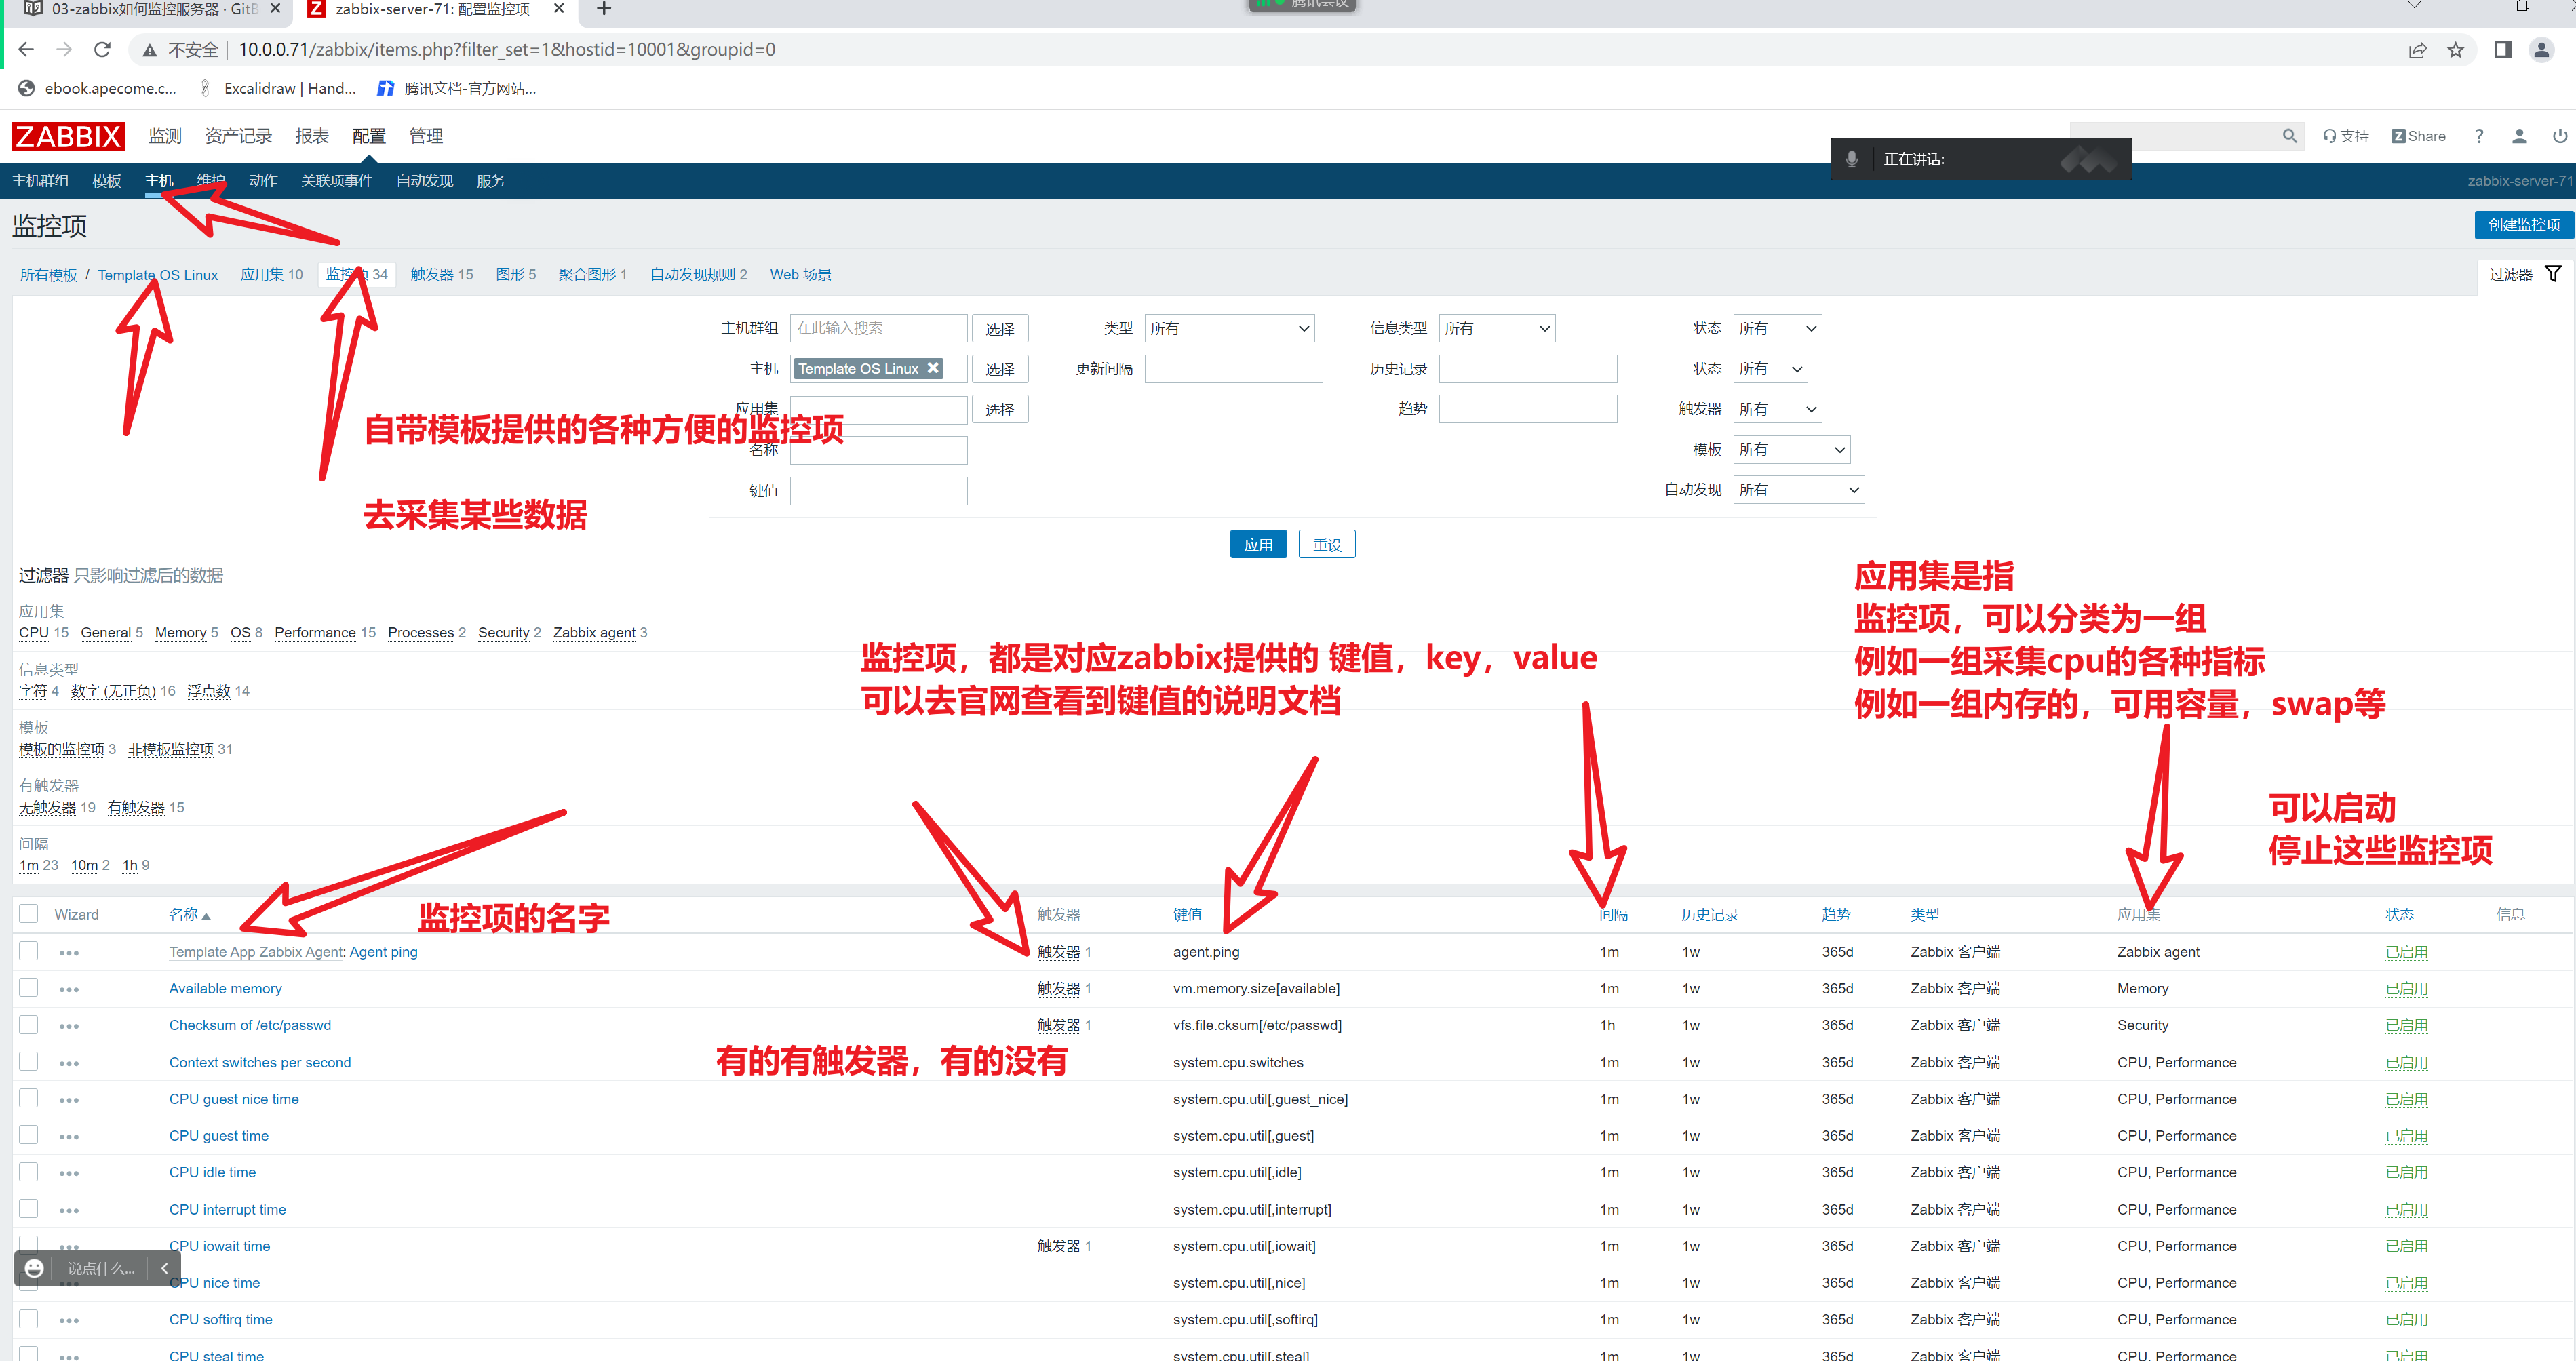 03-zabbix如何监控服务器 · GitB
zabbix-server-71: 配置监控项
腾讯会议
不安全 10.0.0.71/zabbix/items.php?filter_set=1&hostid=10001&groupid=0
ebook.apecome.c... Excalidraw | Hand... 腾讯文档-官方网站...
ZABBIX 监测 资产记录 报表 配置 管理 支持 Share ?
正在讲话:
主机群组 模板 主机 维护 动作 关联项事件 自动发现 服务 zabbix-server-71
监控项 创建监控项
所有模板 / Template OS Linux 应用集 10 监控项 34 触发器 15 图形 5 聚合图形 1 自动发现规则 2 Web 场景 过滤器
主机群组 在此输入搜索 选择 类型 所有 信息类型 所有 状态 所有
主机 Template OS Linux 选择 更新间隔 历史记录 状态 所有
应用集 选择 趋势 触发器 所有
自带模板提供的各种方便的监控项
名称 模板 所有
键值 自动发现 所有
去采集某些数据
应用 重设
过滤器 只影响过滤后的数据
应用集
CPU 15 General 5 Memory 5 OS 8 Performance 15 Processes 2 Security 2 Zabbix agent 3
信息类型
字符 4 数字 (无正负) 16 浮点数 14
模板
模板的监控项 3 非模板监控项 31
有触发器
无触发器 19 有触发器 15
间隔
1m 23 10m 2 1h 9
监控项，都是对应zabbix提供的 键值，key，value
可以去官网查看到键值的说明文档
应用集是指
监控项，可以分类为一组
例如一组采集cpu的各种指标
例如一组内存的，可用容量，swap等
可以启动
停止这些监控项
监控项的名字
Wizard 名称 触发器 键值 间隔 历史记录 趋势 类型 应用集 状态 信息
Template App Zabbix Agent: Agent ping 触发器 1 agent.ping 1m 1w 365d Zabbix 客户端 Zabbix agent 已启用
Available memory 触发器 1 vm.memory.size[available] 1m 1w 365d Zabbix 客户端 Memory 已启用
Checksum of /etc/passwd 触发器 1 vfs.file.cksum[/etc/passwd] 1h 1w 365d Zabbix 客户端 Security 已启用
有的有触发器，有的没有
Context switches per second system.cpu.switches 1m 1w 365d Zabbix 客户端 CPU, Performance 已启用
CPU guest nice time system.cpu.util[,guest_nice] 1m 1w 365d Zabbix 客户端 CPU, Performance 已启用
CPU guest time system.cpu.util[,guest] 1m 1w 365d Zabbix 客户端 CPU, Performance 已启用
CPU idle time system.cpu.util[,idle] 1m 1w 365d Zabbix 客户端 CPU, Performance 已启用
CPU interrupt time system.cpu.util[,interrupt] 1m 1w 365d Zabbix 客户端 CPU, Performance 已启用
CPU iowait time 触发器 1 system.cpu.util[,iowait] 1m 1w 365d Zabbix 客户端 CPU, Performance 已启用
说点什么...
CPU nice time system.cpu.util[,nice] 1m 1w 365d Zabbix 客户端 CPU, Performance 已启用
CPU softirq time system.cpu.util[,softirq] 1m 1w 365d Zabbix 客户端 CPU, Performance 已启用
CPU steal time system.cpu.util[,steal] 1m 1w 365d Zabbix 客户端 CPU, Performance 已启用